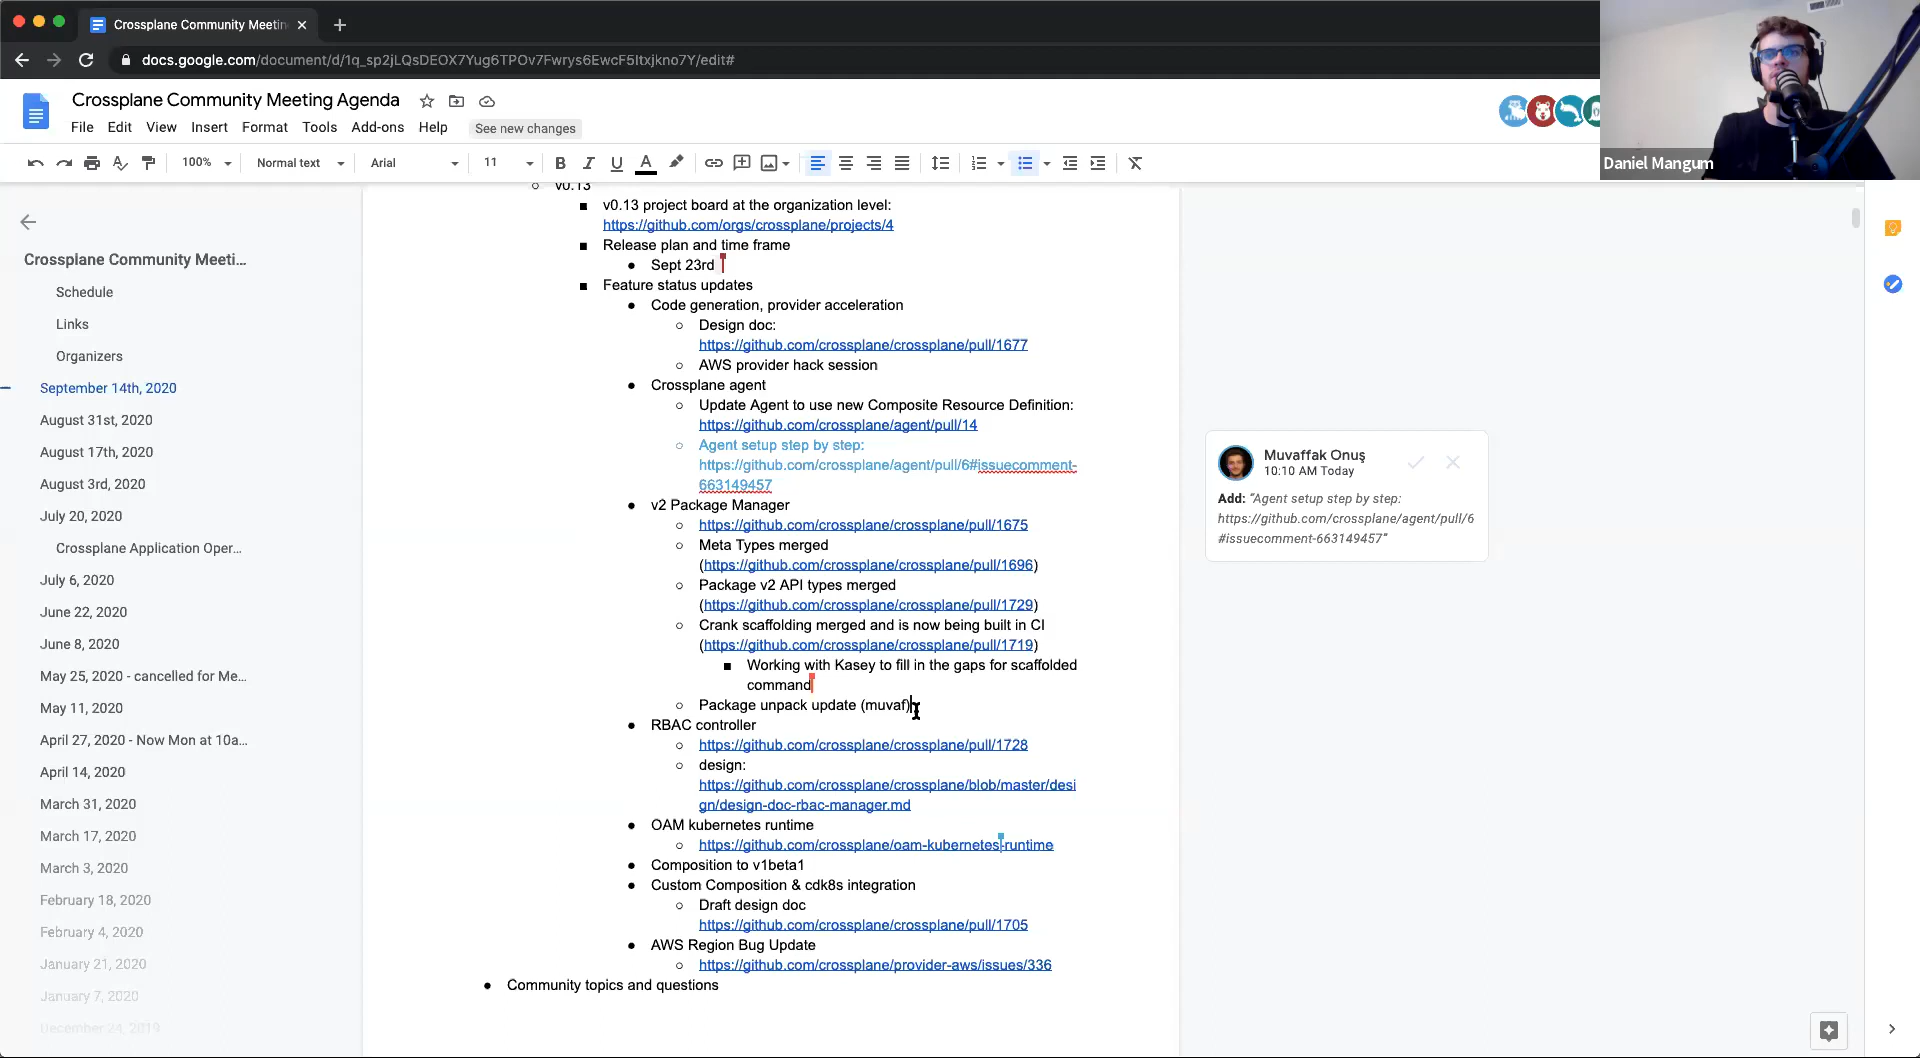 Crossplane Community Meetin
docs.google.com/document/d/1q_sp2jLQsDEOX7Yug6TPOv7Fwrys6EwcF5Itxjkno7Y/edit#
Daniel Mangum
Crossplane Community Meeting Agenda
File Edit View Insert Format Tools Add-ons Help See new changes
100% Normal text Arial 11
Crossplane Community Meeti...
Schedule
Links
Organizers
September 14th, 2020
August 31st, 2020
August 17th, 2020
August 3rd, 2020
July 20, 2020
Crossplane Application Oper...
July 6, 2020
June 22, 2020
June 8, 2020
May 25, 2020 - cancelled for Me...
May 11, 2020
April 27, 2020 - Now Mon at 10a...
April 14, 2020
March 31, 2020
March 17, 2020
March 3, 2020
February 18, 2020
February 4, 2020
January 21, 2020
January 7, 2020
December 24, 2019
v0.13
v0.13 project board at the organization level:
https://github.com/orgs/crossplane/projects/4
Release plan and time frame
Sept 23rd
Feature status updates
Code generation, provider acceleration
Design doc:
https://github.com/crossplane/crossplane/pull/1677
AWS provider hack session
Crossplane agent
Update Agent to use new Composite Resource Definition:
https://github.com/crossplane/agent/pull/14
Agent setup step by step:
https://github.com/crossplane/agent/pull/6#issuecomment-
663149457
v2 Package Manager
https://github.com/crossplane/crossplane/pull/1675
Meta Types merged
(https://github.com/crossplane/crossplane/pull/1696)
Package v2 API types merged
(https://github.com/crossplane/crossplane/pull/1729)
Crank scaffolding merged and is now being built in CI
(https://github.com/crossplane/crossplane/pull/1719)
Working with Kasey to fill in the gaps for scaffolded
command
Package unpack update (muvaf)
RBAC controller
https://github.com/crossplane/crossplane/pull/1728
design:
https://github.com/crossplane/crossplane/blob/master/desi
gn/design-doc-rbac-manager.md
OAM kubernetes runtime
https://github.com/crossplane/oam-kubernetes-runtime
Composition to v1beta1
Custom Composition & cdk8s integration
Draft design doc
https://github.com/crossplane/crossplane/pull/1705
AWS Region Bug Update
https://github.com/crossplane/provider-aws/issues/336
Community topics and questions
Muvaffak Onuş
10:10 AM Today
Add: “Agent setup step by step:
https://github.com/crossplane/agent/pull/6
#issuecomment-663149457”